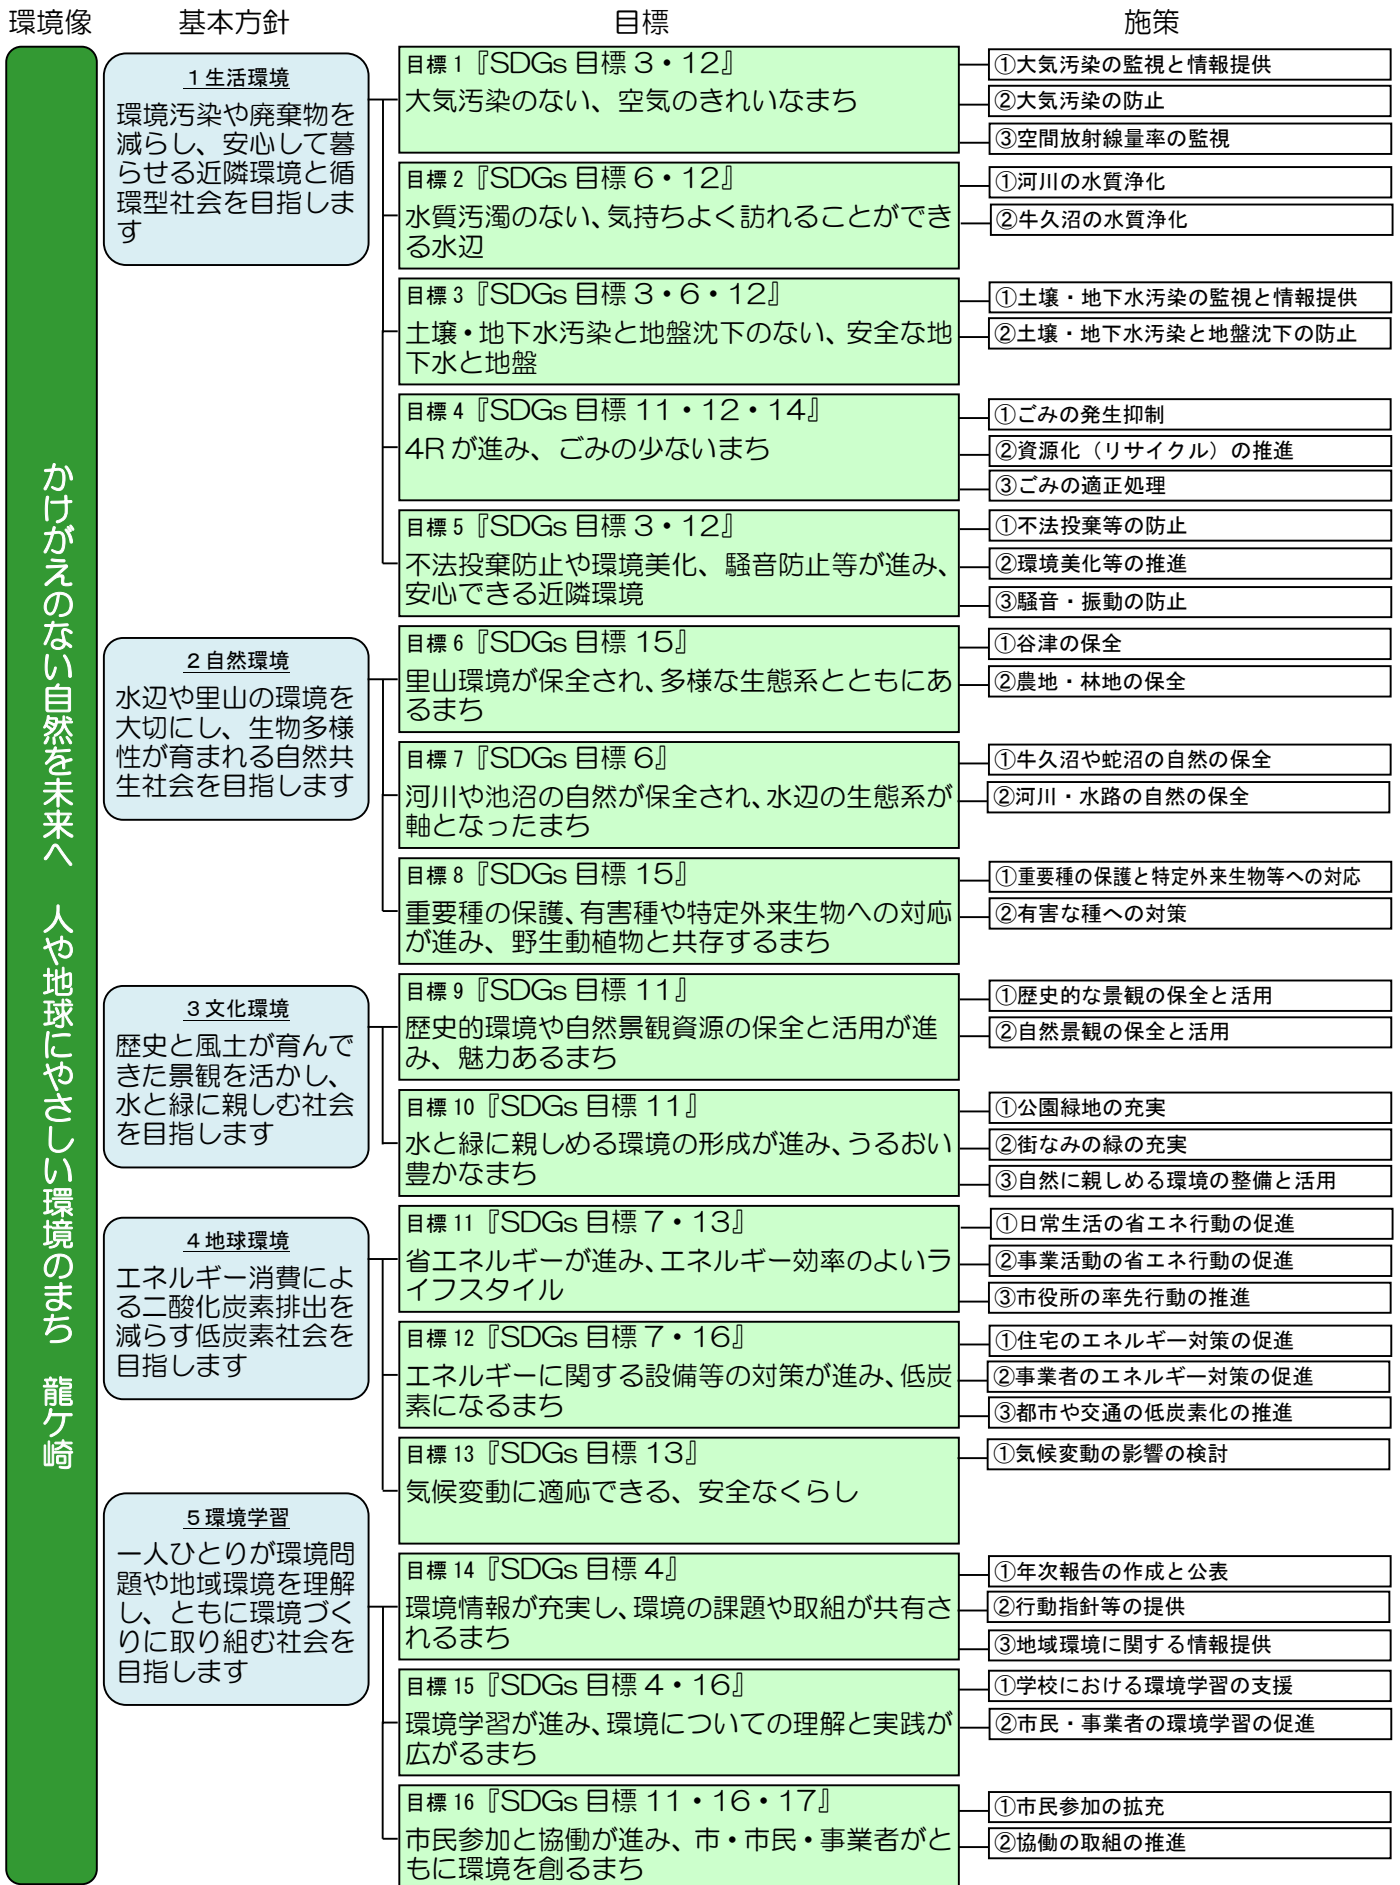 環境像
基本方針
目標
施策
かけがえのない自然を未来へ　人や地球にやさしい環境のまち　龍ケ崎
1 生活環境
環境汚染や廃棄物を
減らし、安心して暮
らせる近隣環境と循
環型社会を目指しま
す
目標 1『SDGs 目標 3・12』
大気汚染のない、空気のきれいなまち
①大気汚染の監視と情報提供
②大気汚染の防止
③空間放射線量率の監視
目標 2『SDGs 目標 6・12』
水質汚濁のない、気持ちよく訪れることができ
る水辺
①河川の水質浄化
②牛久沼の水質浄化
目標 3『SDGs 目標 3・6・12』
土壌・地下水汚染と地盤沈下のない、安全な地
下水と地盤
①土壌・地下水汚染の監視と情報提供
②土壌・地下水汚染と地盤沈下の防止
目標 4『SDGs 目標 11・12・14』
4R が進み、ごみの少ないまち
①ごみの発生抑制
②資源化（リサイクル）の推進
③ごみの適正処理
目標 5『SDGs 目標 3・12』
不法投棄防止や環境美化、騒音防止等が進み、
安心できる近隣環境
①不法投棄等の防止
②環境美化等の推進
③騒音・振動の防止
2 自然環境
水辺や里山の環境を
大切にし、生物多様
性が育まれる自然共
生社会を目指します
目標 6『SDGs 目標 15』
里山環境が保全され、多様な生態系とともにあ
るまち
①谷津の保全
②農地・林地の保全
目標 7『SDGs 目標 6』
河川や池沼の自然が保全され、水辺の生態系が
軸となったまち
①牛久沼や蛇沼の自然の保全
②河川・水路の自然の保全
目標 8『SDGs 目標 15』
重要種の保護、有害種や特定外来生物への対応
が進み、野生動植物と共存するまち
①重要種の保護と特定外来生物等への対応
②有害な種への対策
3 文化環境
歴史と風土が育んで
きた景観を活かし、
水と緑に親しむ社会
を目指します
目標 9『SDGs 目標 11』
歴史的環境や自然景観資源の保全と活用が進
み、魅力あるまち
①歴史的な景観の保全と活用
②自然景観の保全と活用
目標 10『SDGs 目標 11』
水と緑に親しめる環境の形成が進み、うるおい
豊かなまち
①公園緑地の充実
②街なみの緑の充実
③自然に親しめる環境の整備と活用
4 地球環境
エネルギー消費によ
る二酸化炭素排出を
減らす低炭素社会を
目指します
目標 11『SDGs 目標 7・13』
省エネルギーが進み、エネルギー効率のよいラ
イフスタイル
①日常生活の省エネ行動の促進
②事業活動の省エネ行動の促進
③市役所の率先行動の推進
目標 12『SDGs 目標 7・16』
エネルギーに関する設備等の対策が進み、低炭
素になるまち
①住宅のエネルギー対策の促進
②事業者のエネルギー対策の促進
③都市や交通の低炭素化の推進
目標 13『SDGs 目標 13』
気候変動に適応できる、安全なくらし
①気候変動の影響の検討
5 環境学習
一人ひとりが環境問
題や地域環境を理解
し、ともに環境づく
りに取り組む社会を
目指します
目標 14『SDGs 目標 4』
環境情報が充実し、環境の課題や取組が共有さ
れるまち
①年次報告の作成と公表
②行動指針等の提供
③地域環境に関する情報提供
目標 15『SDGs 目標 4・16』
環境学習が進み、環境についての理解と実践が
広がるまち
①学校における環境学習の支援
②市民・事業者の環境学習の促進
目標 16『SDGs 目標 11・16・17』
市民参加と協働が進み、市・市民・事業者がと
もに環境を創るまち
①市民参加の拡充
②協働の取組の推進